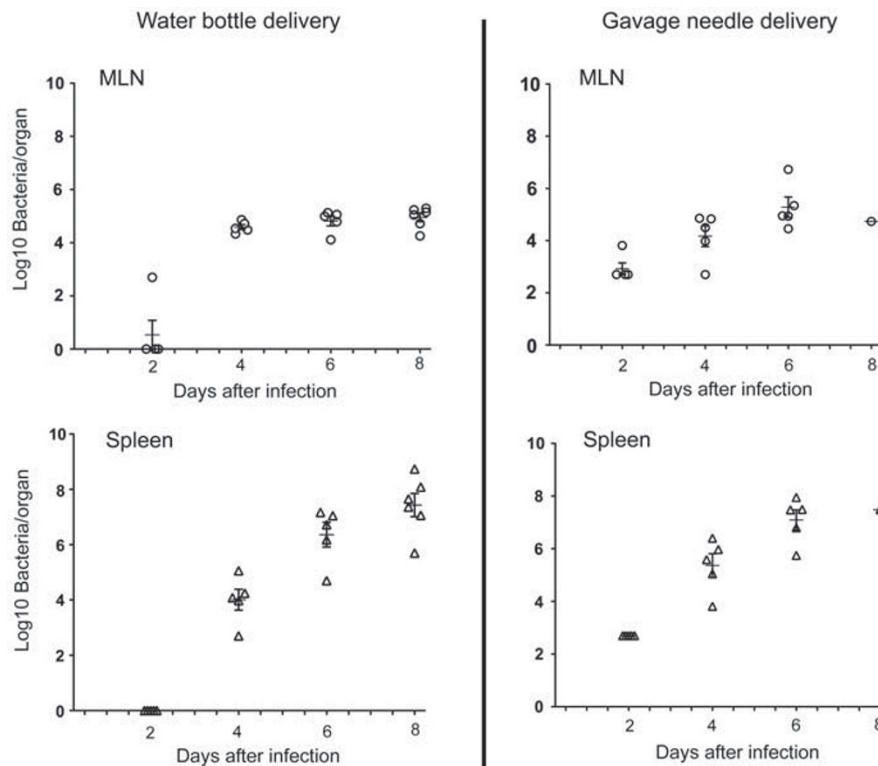 Water bottle delivery
MLN
Log10 Bacteria/organ
10
8
6
4
2
0
2 4 6 8
Days after infection
Spleen
Log10 Bacteria/organ
10
8
6
4
2
0
2 4 6 8
Days after infection
Gavage needle delivery
MLN
10
8
6
4
2
0
2 4 6 8
Days after infection
Spleen
10
8
6
4
2
0
2 4 6 8
Days after infection